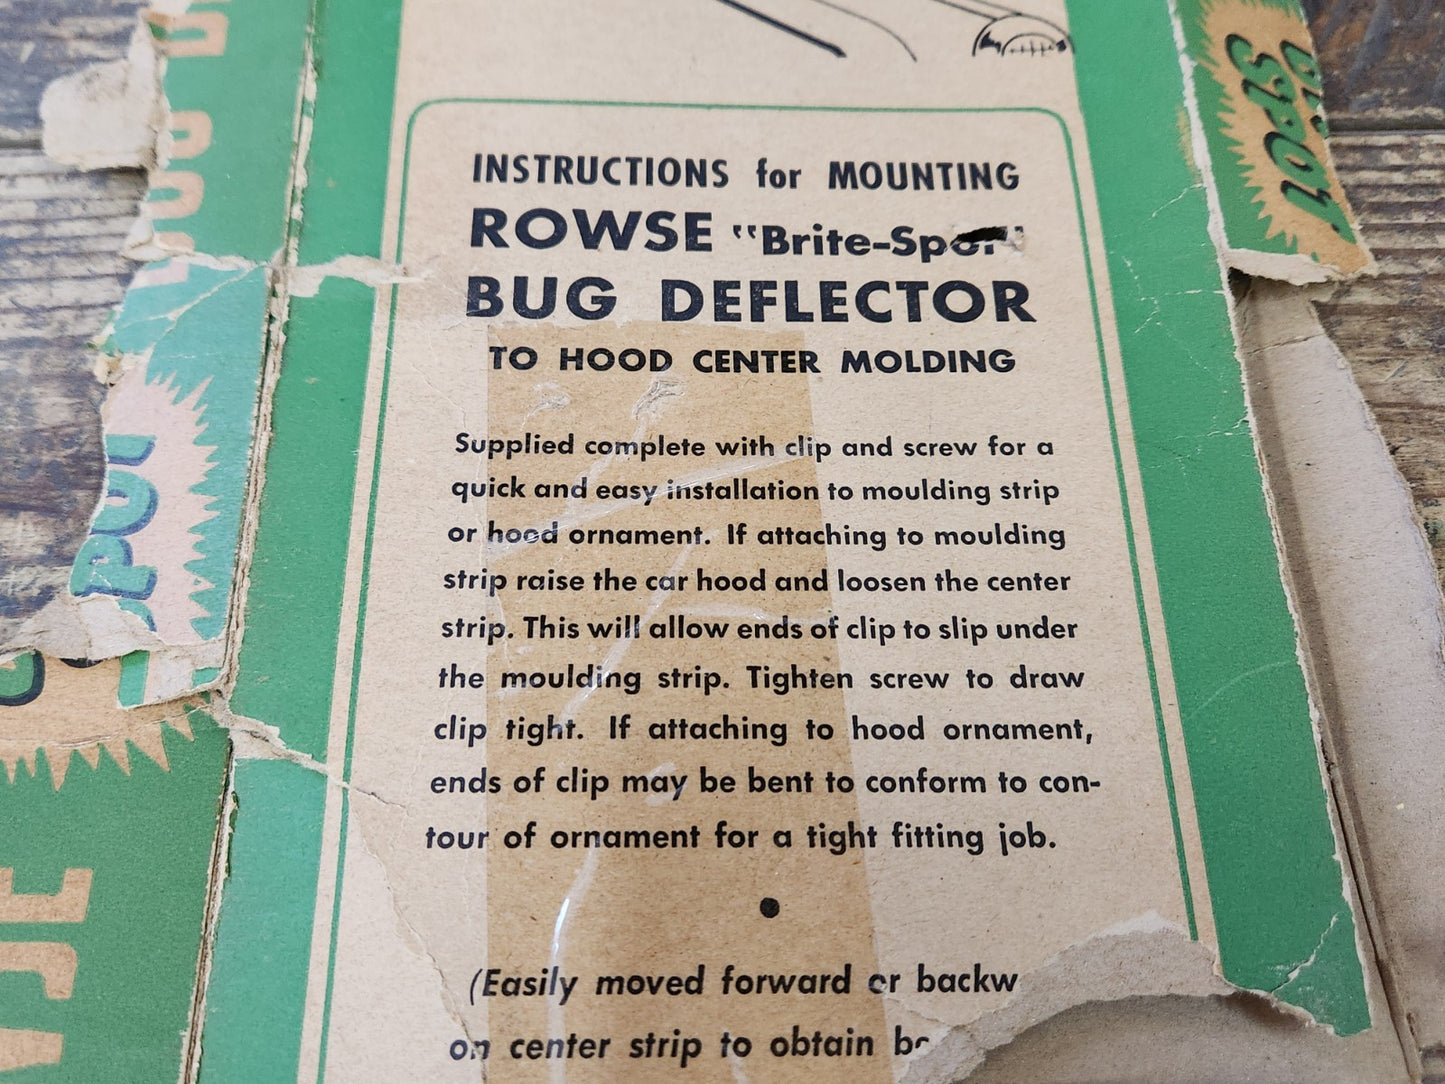 INSTRUCTIONS for MOUNTING
ROWSE "Brite-Spot"
BUG DEFLECTOR
TO HOOD CENTER MOLDING
Supplied complete with clip and screw for a
quick and easy installation to moulding strip
or hood ornament. If attaching to moulding
strip raise the car hood and loosen the center
strip. This will allow ends of clip to slip under
the moulding strip. Tighten screw to draw
clip tight. If attaching to hood ornament,
ends of clip may be bent to conform to con-
tour of ornament for a tight fitting job.
(Easily moved forward or backw
on center strip to obtain
SPOT